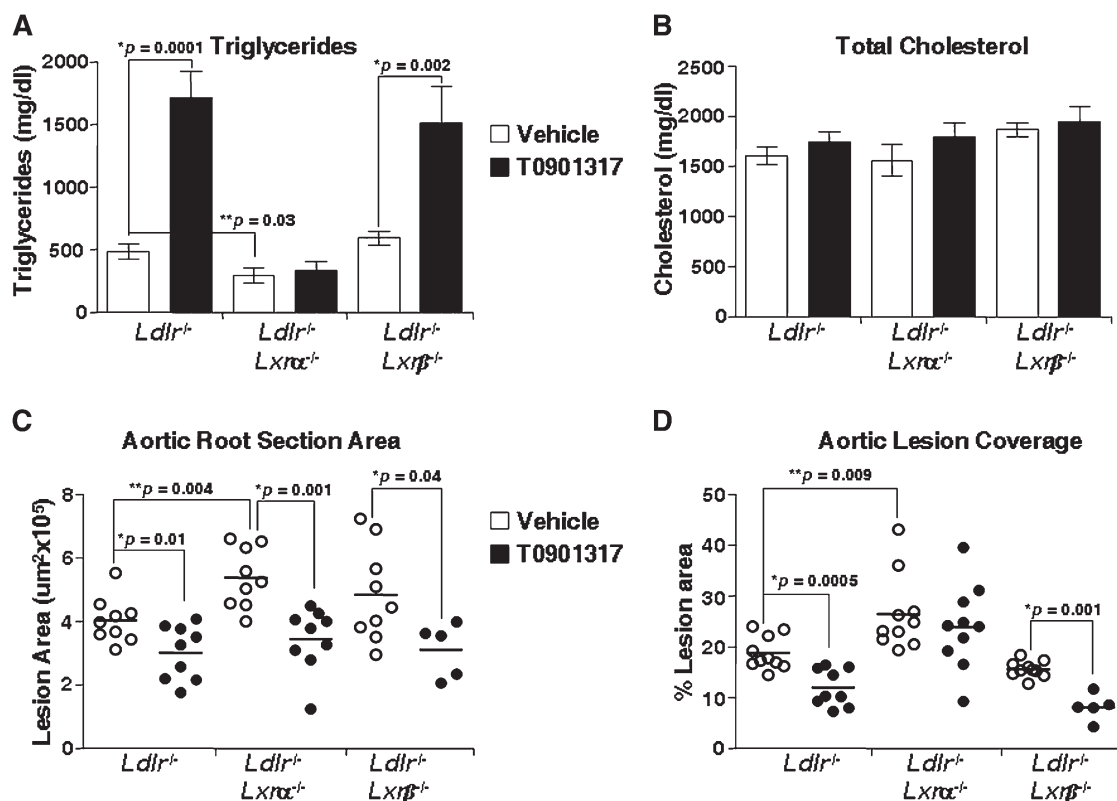 A
Triglycerides
*p = 0.0001
*p = 0.002
**p = 0.03
Triglycerides (mg/dl)
2000
1500
1000
500
0
Ldlr-/-
Ldlr-/-
Ldlr-/-
Lxrα-/-
Lxrβ-/-
Vehicle
T0901317
B
Total Cholesterol
Cholesterol (mg/dl)
2500
2000
1500
1000
500
0
Ldlr-/-
Ldlr-/-
Ldlr-/-
Lxrα-/-
Lxrβ-/-
C
Aortic Root Section Area
**p = 0.004
*p = 0.001
*p = 0.04
*p = 0.01
Lesion Area (um²x10⁵)
8
6
4
2
0
Ldlr-/-
Ldlr-/-
Ldlr-/-
Lxrα-/-
Lxrβ-/-
Vehicle
T0901317
D
Aortic Lesion Coverage
**p = 0.009
*p = 0.0005
*p = 0.001
% Lesion area
50
40
30
20
10
0
Ldlr-/-
Ldlr-/-
Ldlr-/-
Lxrα-/-
Lxrβ-/-